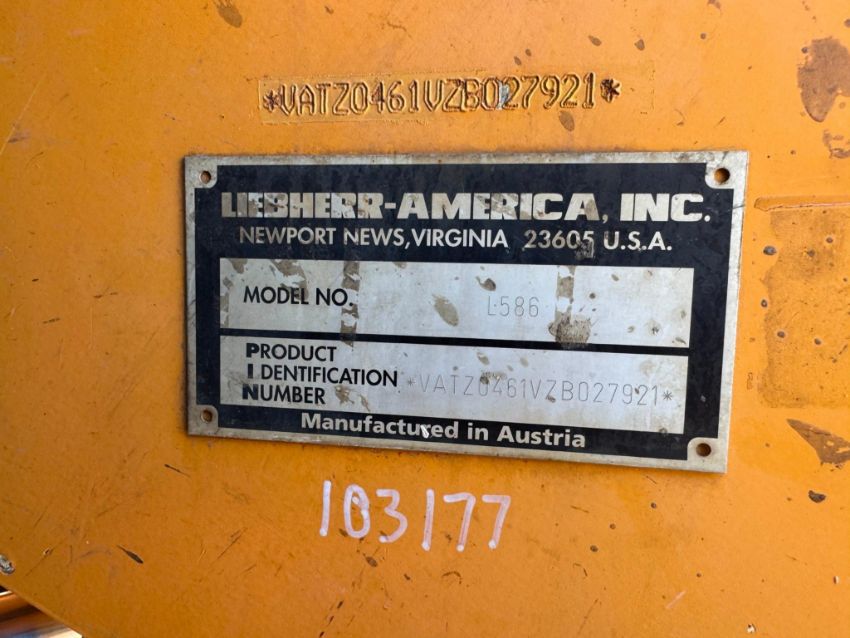 *VATZ0461VZB027921*
LIEBHERR-AMERICA, INC.
NEWPORT NEWS, VIRGINIA 23605 U.S.A.
MODEL NO. L586
PRODUCT
IDENTIFICATION
NUMBER *VATZ0461VZB027921*
Manufactured in Austria
103177